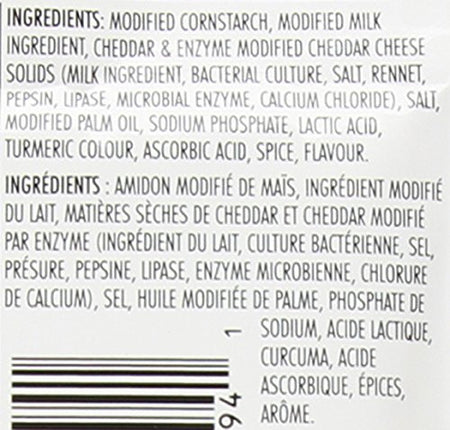 INGREDIENTS: MODIFIED CORNSTARCH, MODIFIED MILK
INGREDIENT, CHEDDAR & ENZYME MODIFIED CHEDDAR CHEESE
SOLIDS (MILK INGREDIENT, BACTERIAL CULTURE, SALT, RENNET,
PEPSIN, LIPASE, MICROBIAL ENZYME, CALCIUM CHLORIDE), SALT,
MODIFIED PALM OIL, SODIUM PHOSPHATE, LACTIC ACID,
TURMERIC COLOUR, ASCORBIC ACID, SPICE, FLAVOUR.
INGRÉDIENTS : AMIDON MODIFIÉ DE MAÏS, INGRÉDIENT MODIFIÉ
DU LAIT, MATIÈRES SÈCHES DE CHEDDAR ET CHEDDAR MODIFIÉ
PAR ENZYME (INGRÉDIENT DU LAIT, CULTURE BACTÉRIENNE, SEL,
PRÉSURE, PEPSINE, LIPASE, ENZYME MICROBIENNE, CHLORURE
DE CALCIUM), SEL, HUILE MODIFIÉE DE PALME, PHOSPHATE DE
SODIUM, ACIDE LACTIQUE,
CURCUMA, ACIDE
ASCORBIQUE, ÉPICES,
ARÔME.
1
94